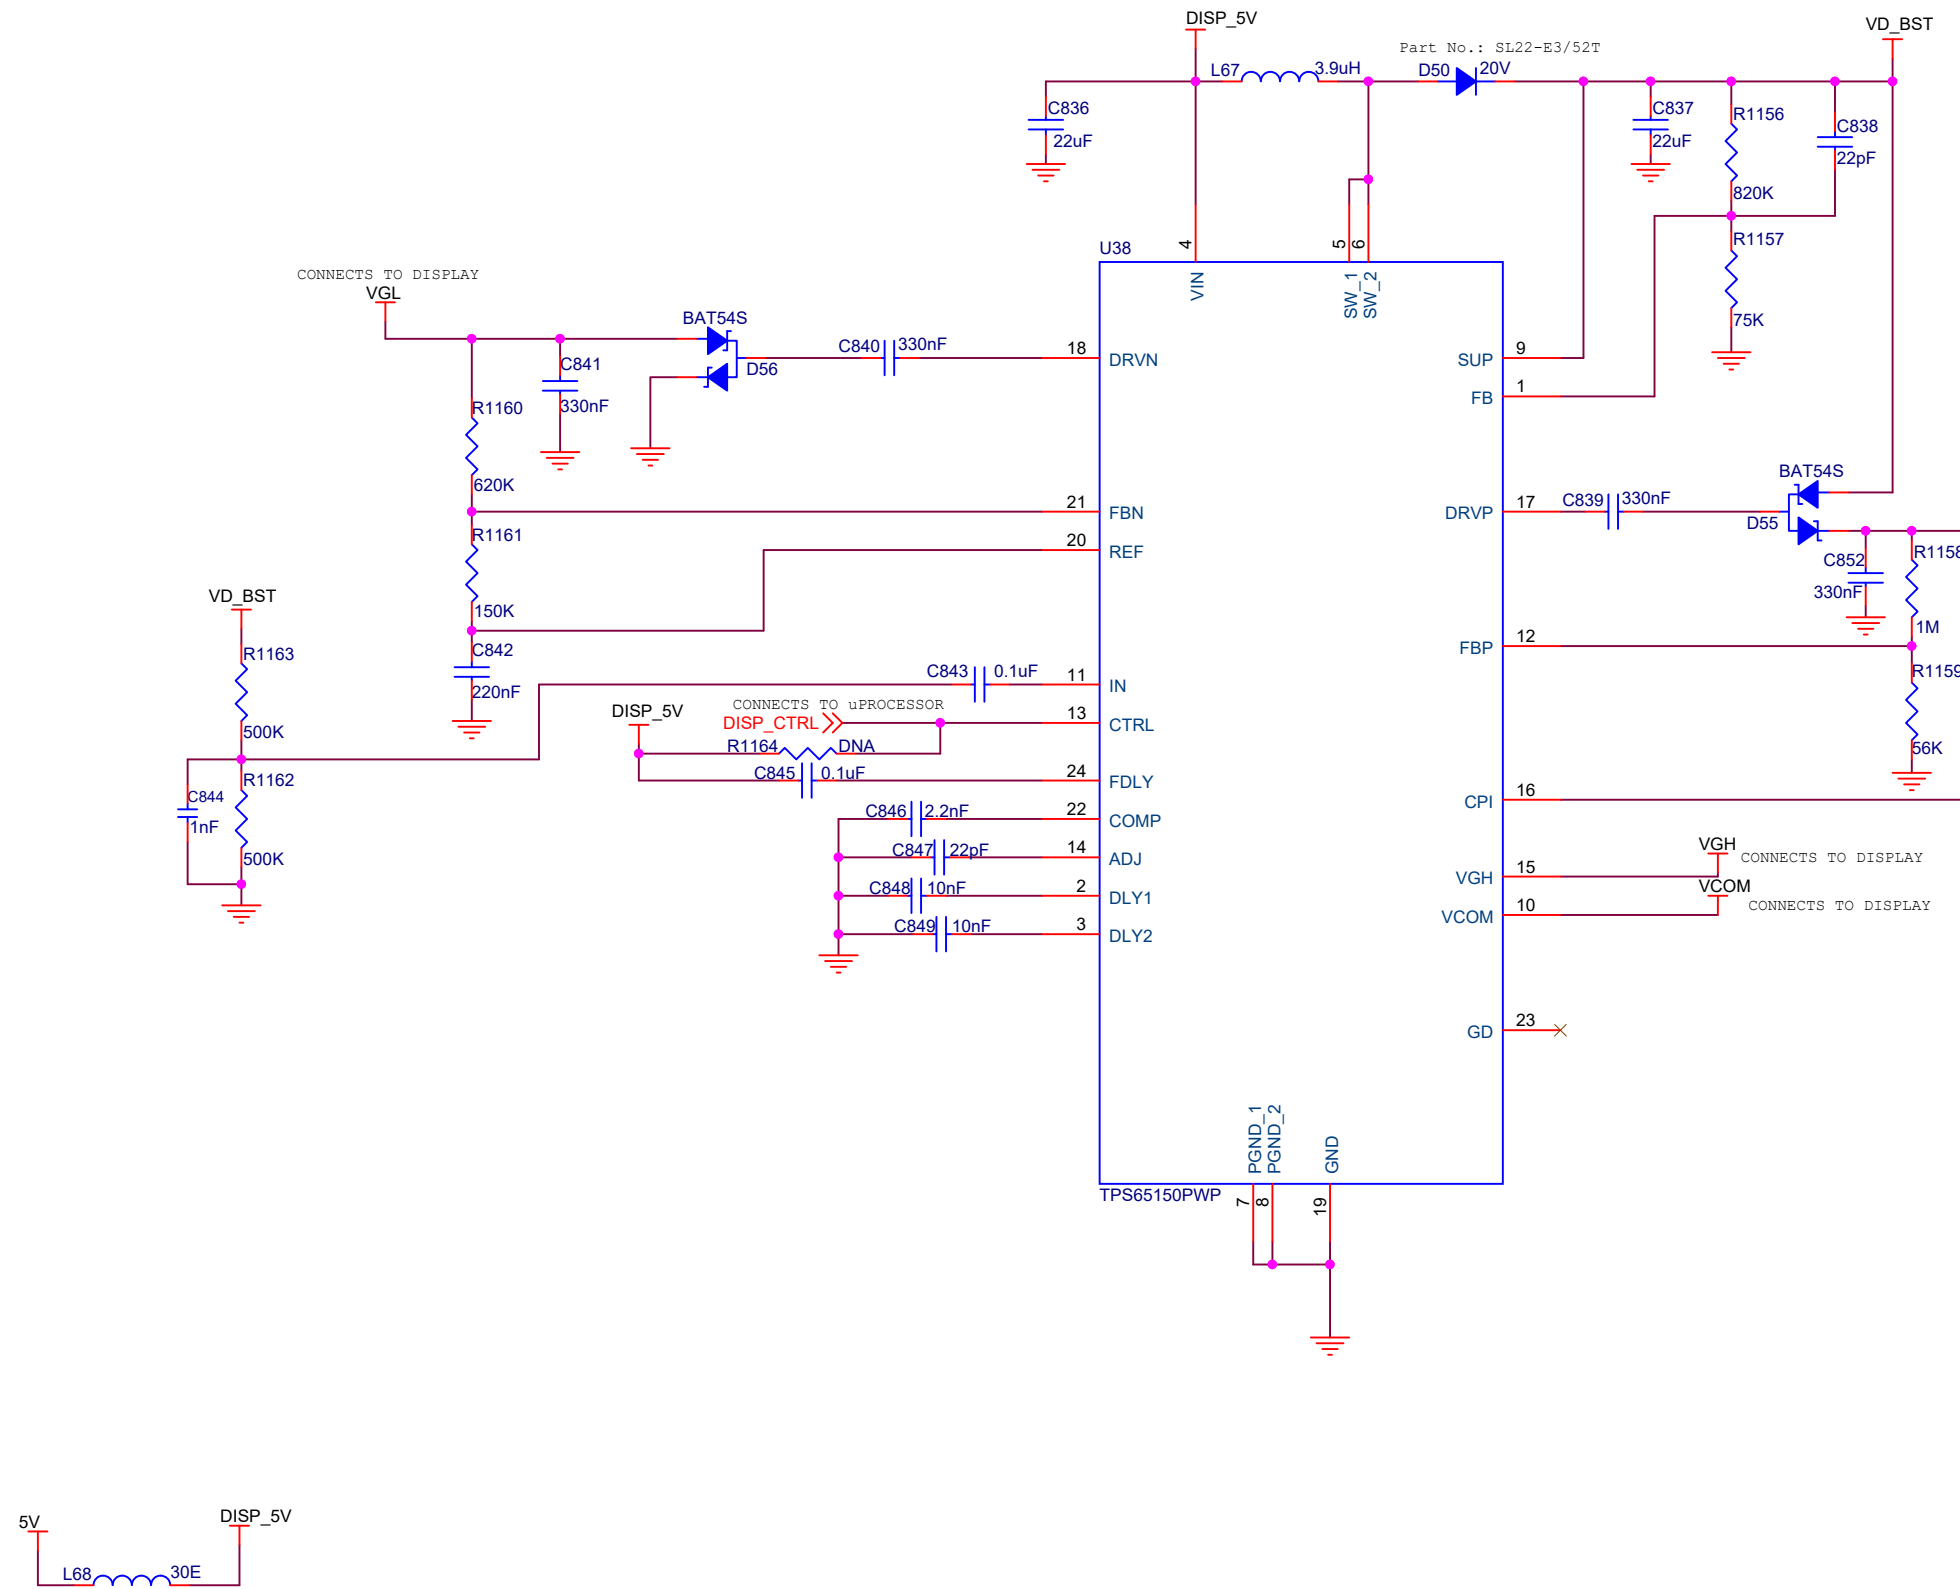 DISP_5V
VD_BST
Part No.: SL22-E3/52T
L67
3.9uH
D50
20V
C836
22uF
C837
22uF
R1156
820K
C838
22pF
R1157
75K
U38
4
5
6
VIN
SW_1
SW_2
CONNECTS TO DISPLAY
VGL
BAT54S
D56
C840
330nF
18
DRVN
C841
330nF
R1160
620K
9
SUP
1
FB
21
FBN
R1161
150K
20
REF
BAT54S
17
DRVP
C839
330nF
D55
C852
330nF
R1158
1M
12
FBP
R1159
56K
VD_BST
R1163
500K
C842
220nF
C843
0.1uF
11
IN
CONNECTS TO uPROCESSOR
DISP_5V
DISP_CTRL
13
CTRL
R1164
DNA
C845
0.1uF
24
FDLY
R1162
500K
C844
1nF
C846
2.2nF
22
COMP
C847
22pF
14
ADJ
C848
10nF
2
DLY1
C849
10nF
3
DLY2
16
CPI
VGH
CONNECTS TO DISPLAY
15
VGH
VCOM
CONNECTS TO DISPLAY
10
VCOM
23
GD
PGND_1
PGND_2
GND
TPS65150PWP
7
8
19
5V
DISP_5V
L68
30E